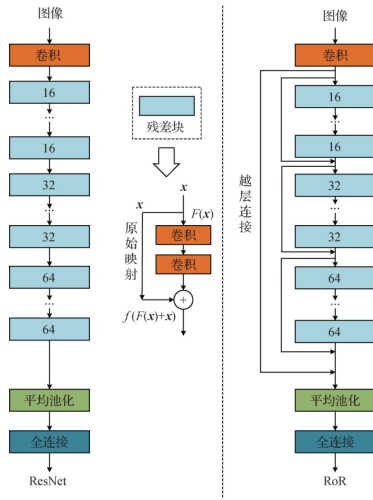 图像
卷积
16
...
16
32
...
32
64
...
64
平均池化
全连接
ResNet
残差块
x
x
F(x)
原始映射
卷积
卷积
+
f(F(x)+x)
图像
卷积
越层连接
16
...
16
32
...
32
64
...
64
平均池化
全连接
RoR